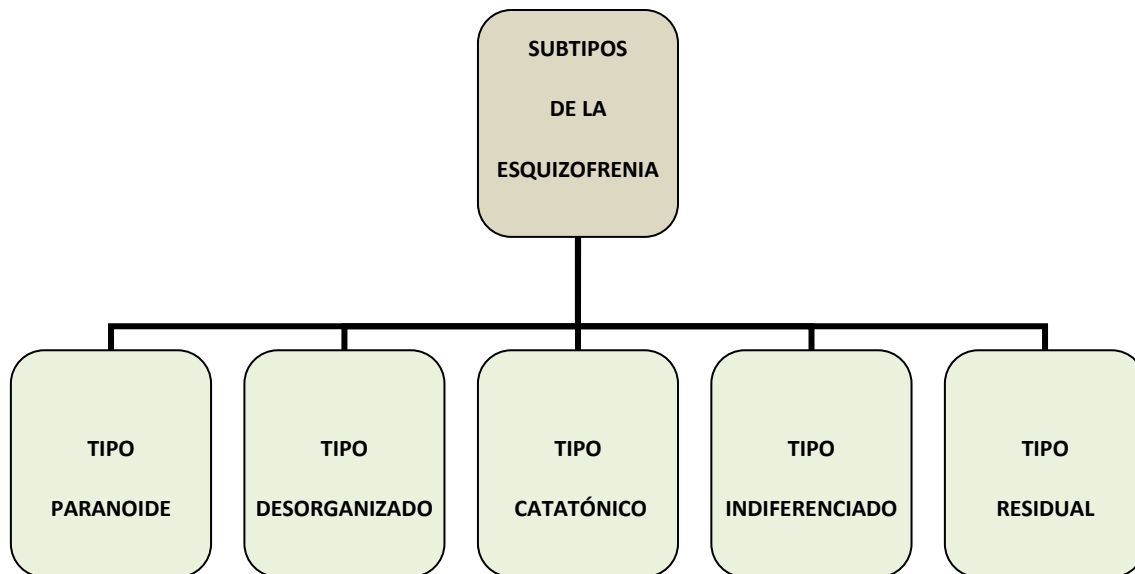 SUBTIPOS
DE LA
ESQUIZOFRENIA
TIPO
PARANOIDE
TIPO
DESORGANIZADO
TIPO
CATATÓNICO
TIPO
INDIFERENCIADO
TIPO
RESIDUAL